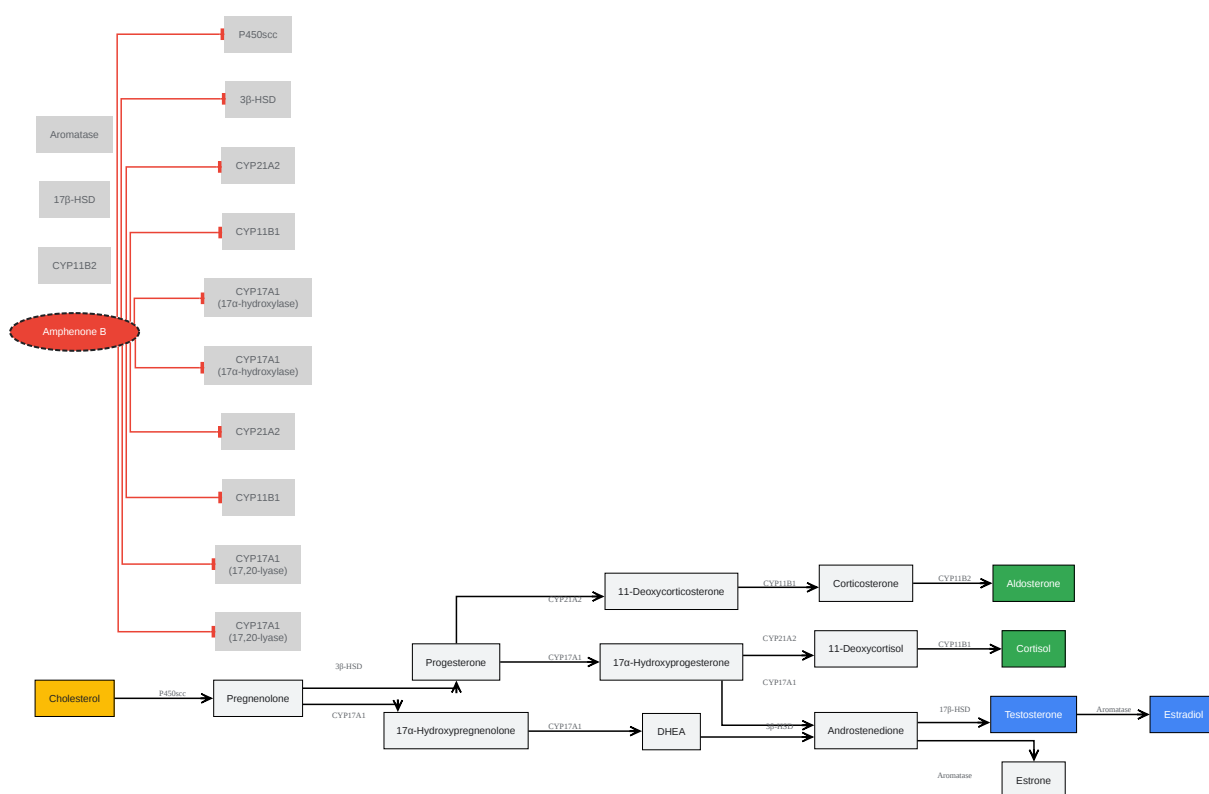 P450scc
3β-HSD
Aromatase
CYP21A2
17β-HSD
CYP11B1
CYP11B2
CYP17A1
(17α-hydroxylase)
Amphenone B
CYP17A1
(17α-hydroxylase)
CYP21A2
CYP11B1
CYP17A1
(17,20-lyase)
CYP17A1
(17,20-lyase)
CYP21A2
11-Deoxycorticosterone
CYP11B1
Corticosterone
CYP11B2
Aldosterone
3β-HSD
Progesterone
CYP17A1
17α-Hydroxyprogesterone
CYP21A2
11-Deoxycortisol
CYP11B1
Cortisol
CYP17A1
Cholesterol
P450scc
Pregnenolone
CYP17A1
17α-Hydroxypregnenolone
CYP17A1
DHEA
3β-HSD
Androstenedione
17β-HSD
Testosterone
Aromatase
Estradiol
Aromatase
Estrone